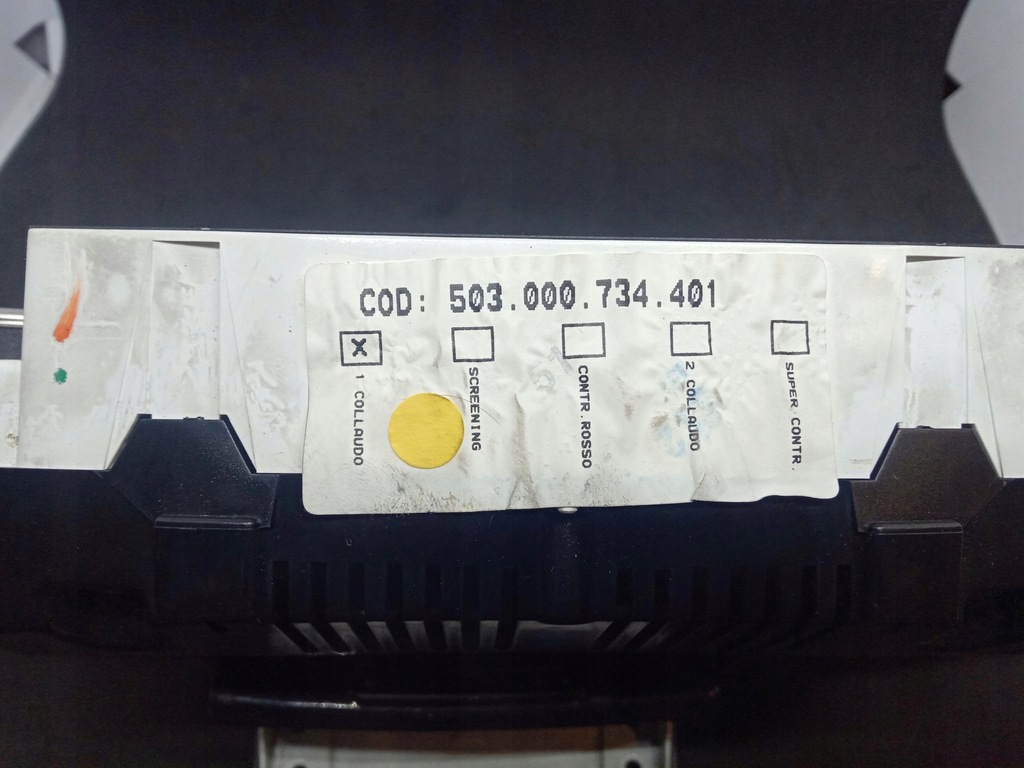 COD: 503.000.734.401
X
1 COLLAUDO
SCREENING
CONTR.ROSSO
2 COLLAUDO
SUPER CONTR.